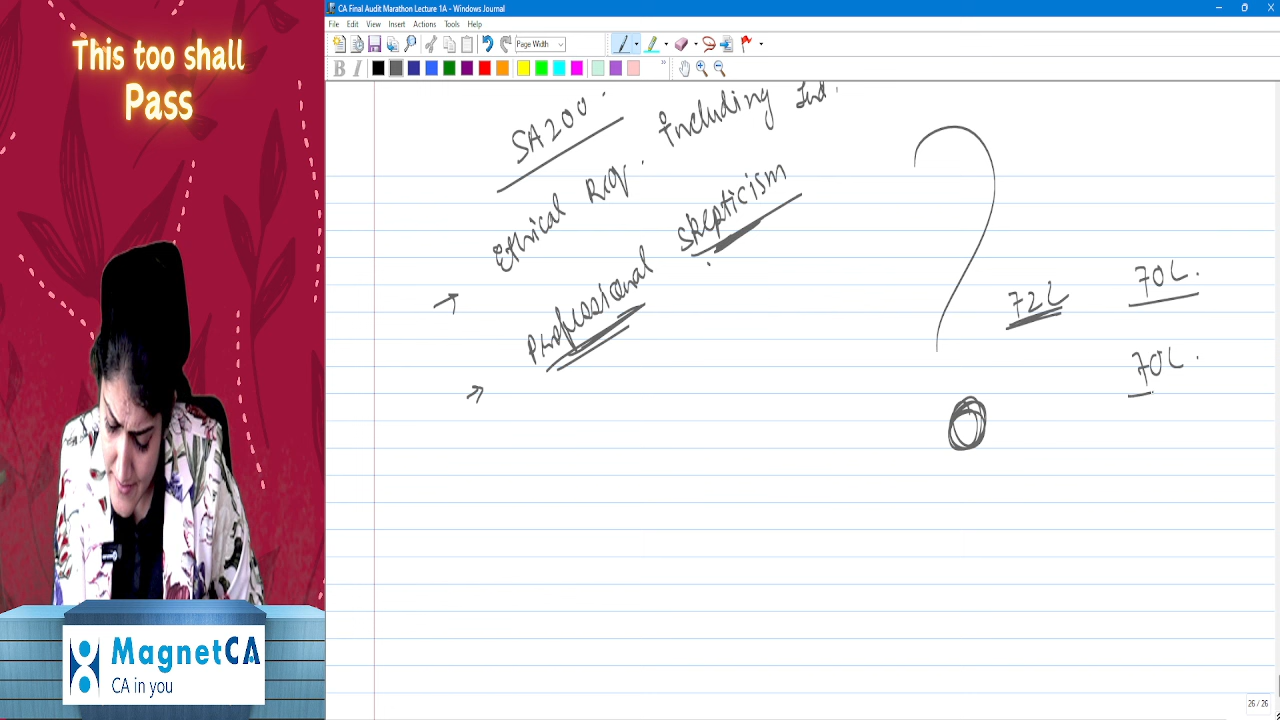 This too shall
Pass
CA Final Audit Marathon Lecture 1A - Windows Journal
File Edit View Insert Actions Tools Help
Page Width
B I
SA200.
Ethical Req. Including Ind.
→ Professional skepticism
→
72L
70L.
70L.
MagnetCA
CA in you
26 / 26